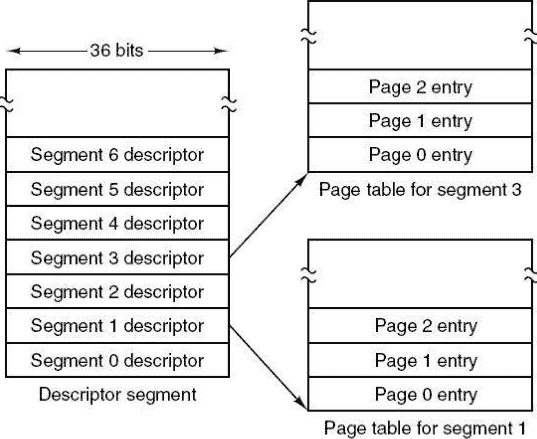 36 bits
Segment 6 descriptor
Segment 5 descriptor
Segment 4 descriptor
Segment 3 descriptor
Segment 2 descriptor
Segment 1 descriptor
Segment 0 descriptor
Descriptor segment
Page 2 entry
Page 1 entry
Page 0 entry
Page table for segment 3
Page 2 entry
Page 1 entry
Page 0 entry
Page table for segment 1